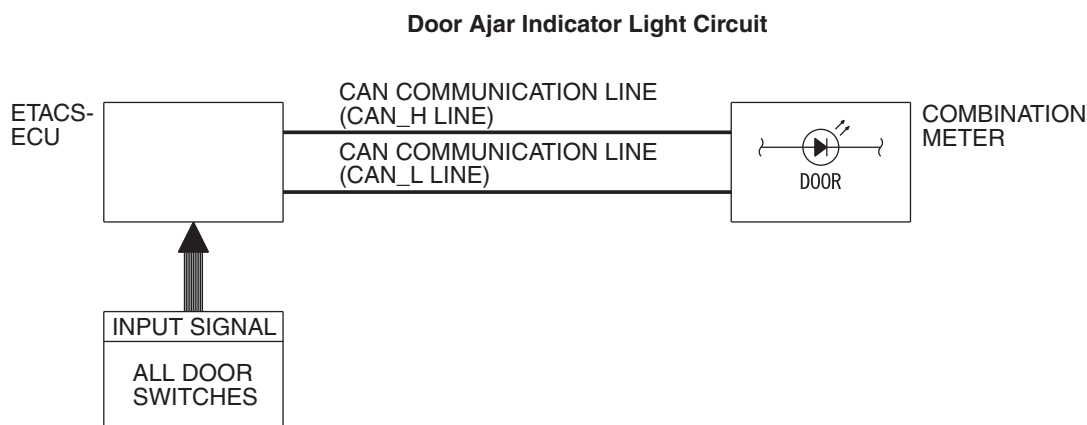 Door Ajar Indicator Light Circuit
ETACS-
ECU
CAN COMMUNICATION LINE
(CAN_H LINE)
CAN COMMUNICATION LINE
(CAN_L LINE)
DOOR
COMBINATION
METER
INPUT SIGNAL
ALL DOOR
SWITCHES